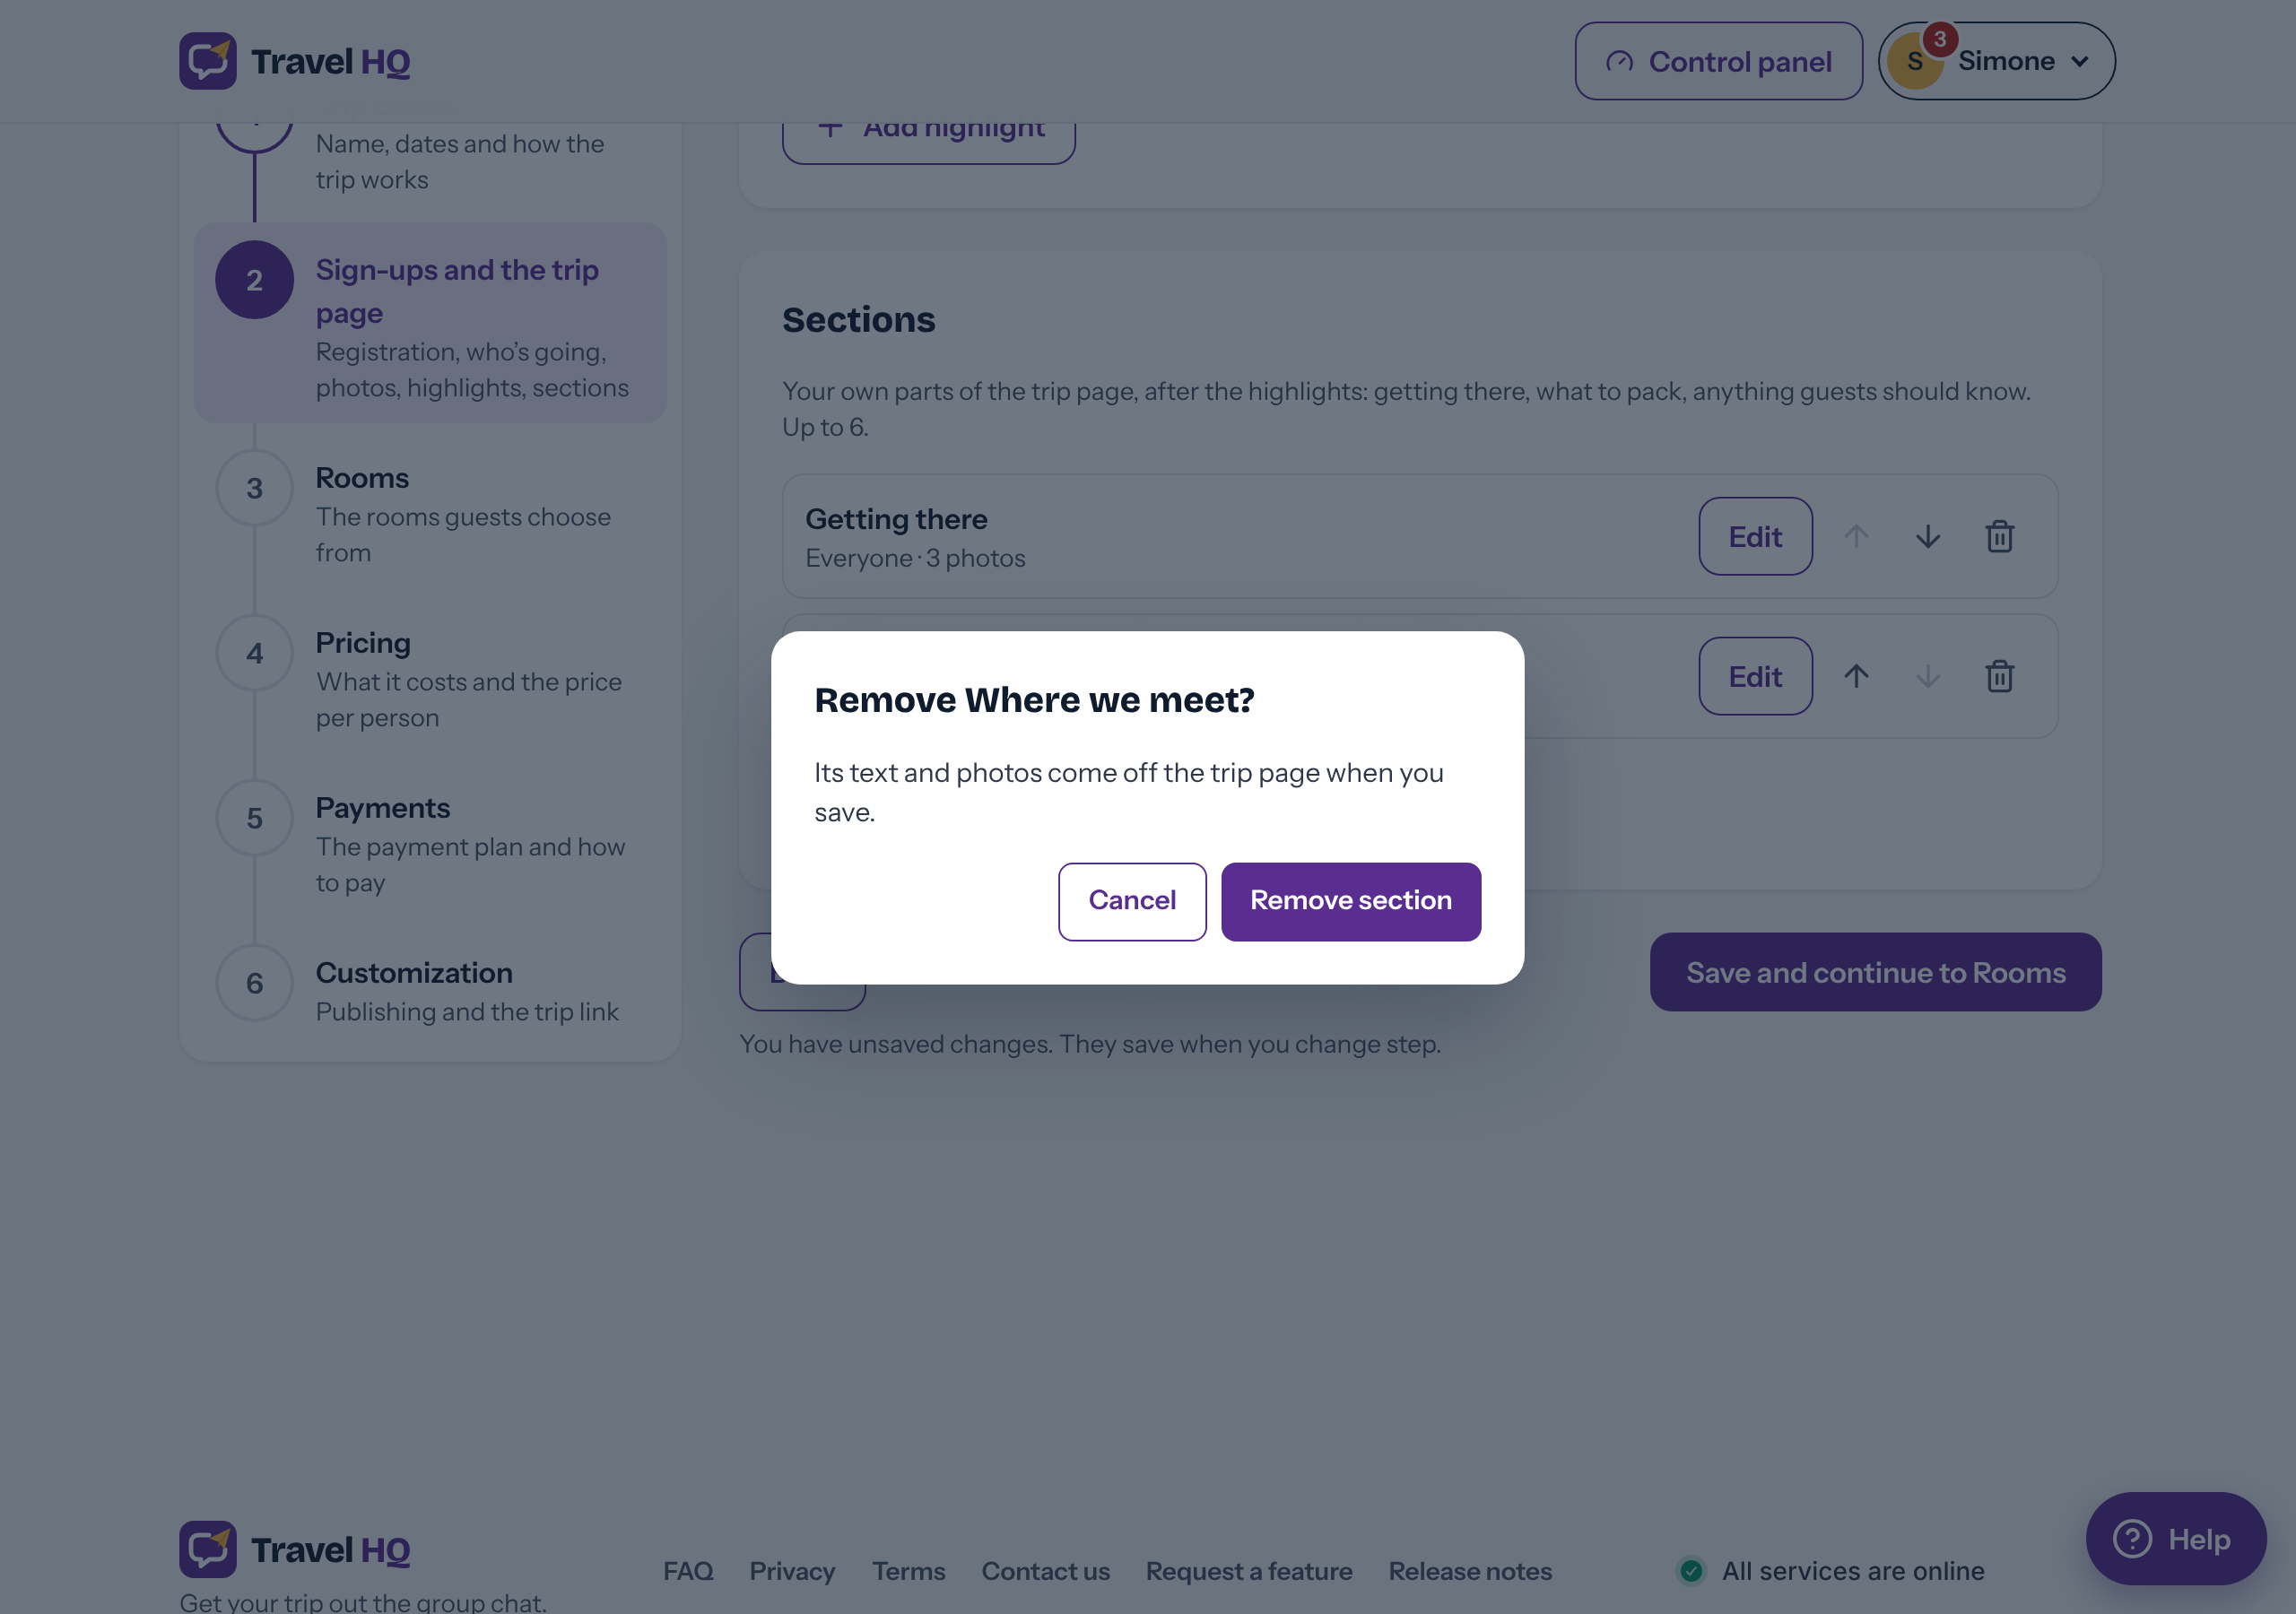 Travel HQ
Control panel
S
3
Simone
Name, dates and how the
trip works
Add highlight
2
Sign-ups and the trip
page
Registration, who's going,
photos, highlights, sections
3
Rooms
The rooms guests choose
from
4
Pricing
What it costs and the price
per person
5
Payments
The payment plan and how
to pay
6
Customization
Publishing and the trip link
Sections
Your own parts of the trip page, after the highlights: getting there, what to pack, anything guests should know.
Up to 6.
Getting there
Everyone · 3 photos
Edit
Edit
Remove Where we meet?
Its text and photos come off the trip page when you
save.
Cancel
Remove section
Save and continue to Rooms
You have unsaved changes. They save when you change step.
Travel HQ
Get your trip out the group chat.
FAQ
Privacy
Terms
Contact us
Request a feature
Release notes
All services are online
Help